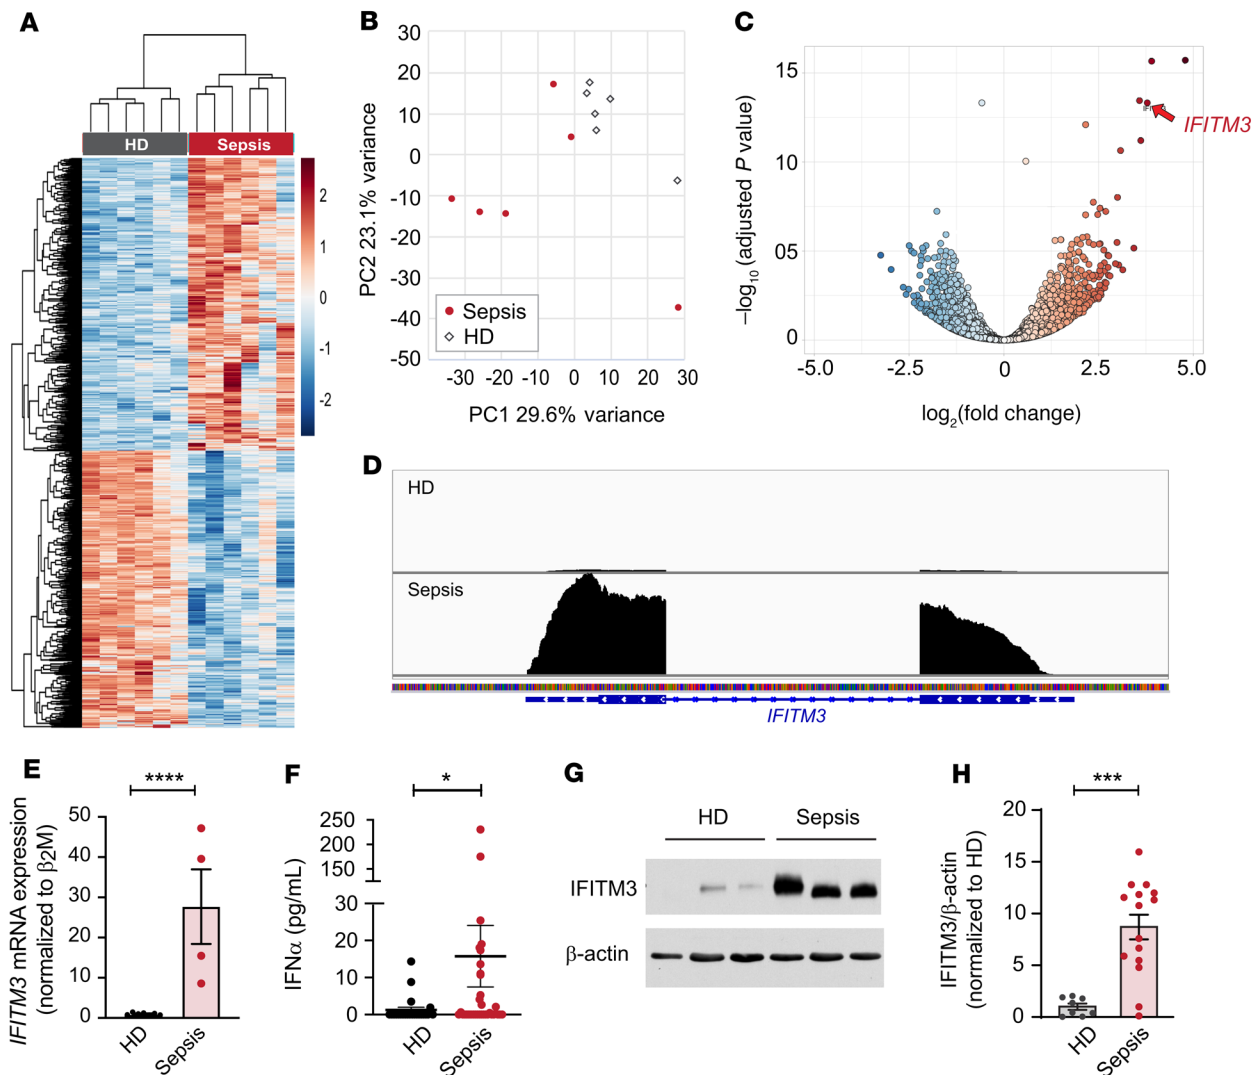 A
HD
Sepsis
2
1
0
-1
-2
B
PC2 23.1% variance
30
20
10
0
-10
-20
-30
-40
-50
Sepsis
HD
-30
-20
-10
0
10
20
30
PC1 29.6% variance
C
–log10 (adjusted P value)
15
10
05
0
IFITM3
-5.0
-2.5
0
2.5
5.0
log2(fold change)
D
HD
Sepsis
IFITM3
E
****
IFITM3 mRNA expression
(normalized to β2M)
50
40
30
20
10
0
HD
Sepsis
F
*
IFNα (pg/mL)
250
200
150
30
20
10
0
HD
Sepsis
G
HD
Sepsis
IFITM3
β-actin
H
***
IFITM3/β-actin
(normalized to HD)
20
15
10
5
0
HD
Sepsis